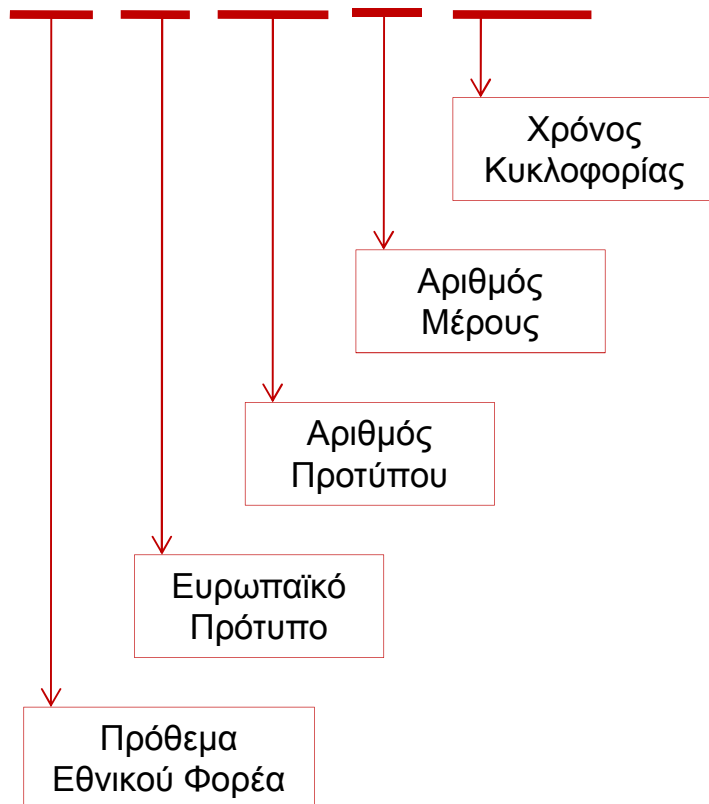 Χρόνος
Κυκλοφορίας
Αριθμός
Μέρους
Αριθμός
Προτύπου
Ευρωπαϊκό
Πρότυπο
Πρόθεμα
Εθνικού Φορέα